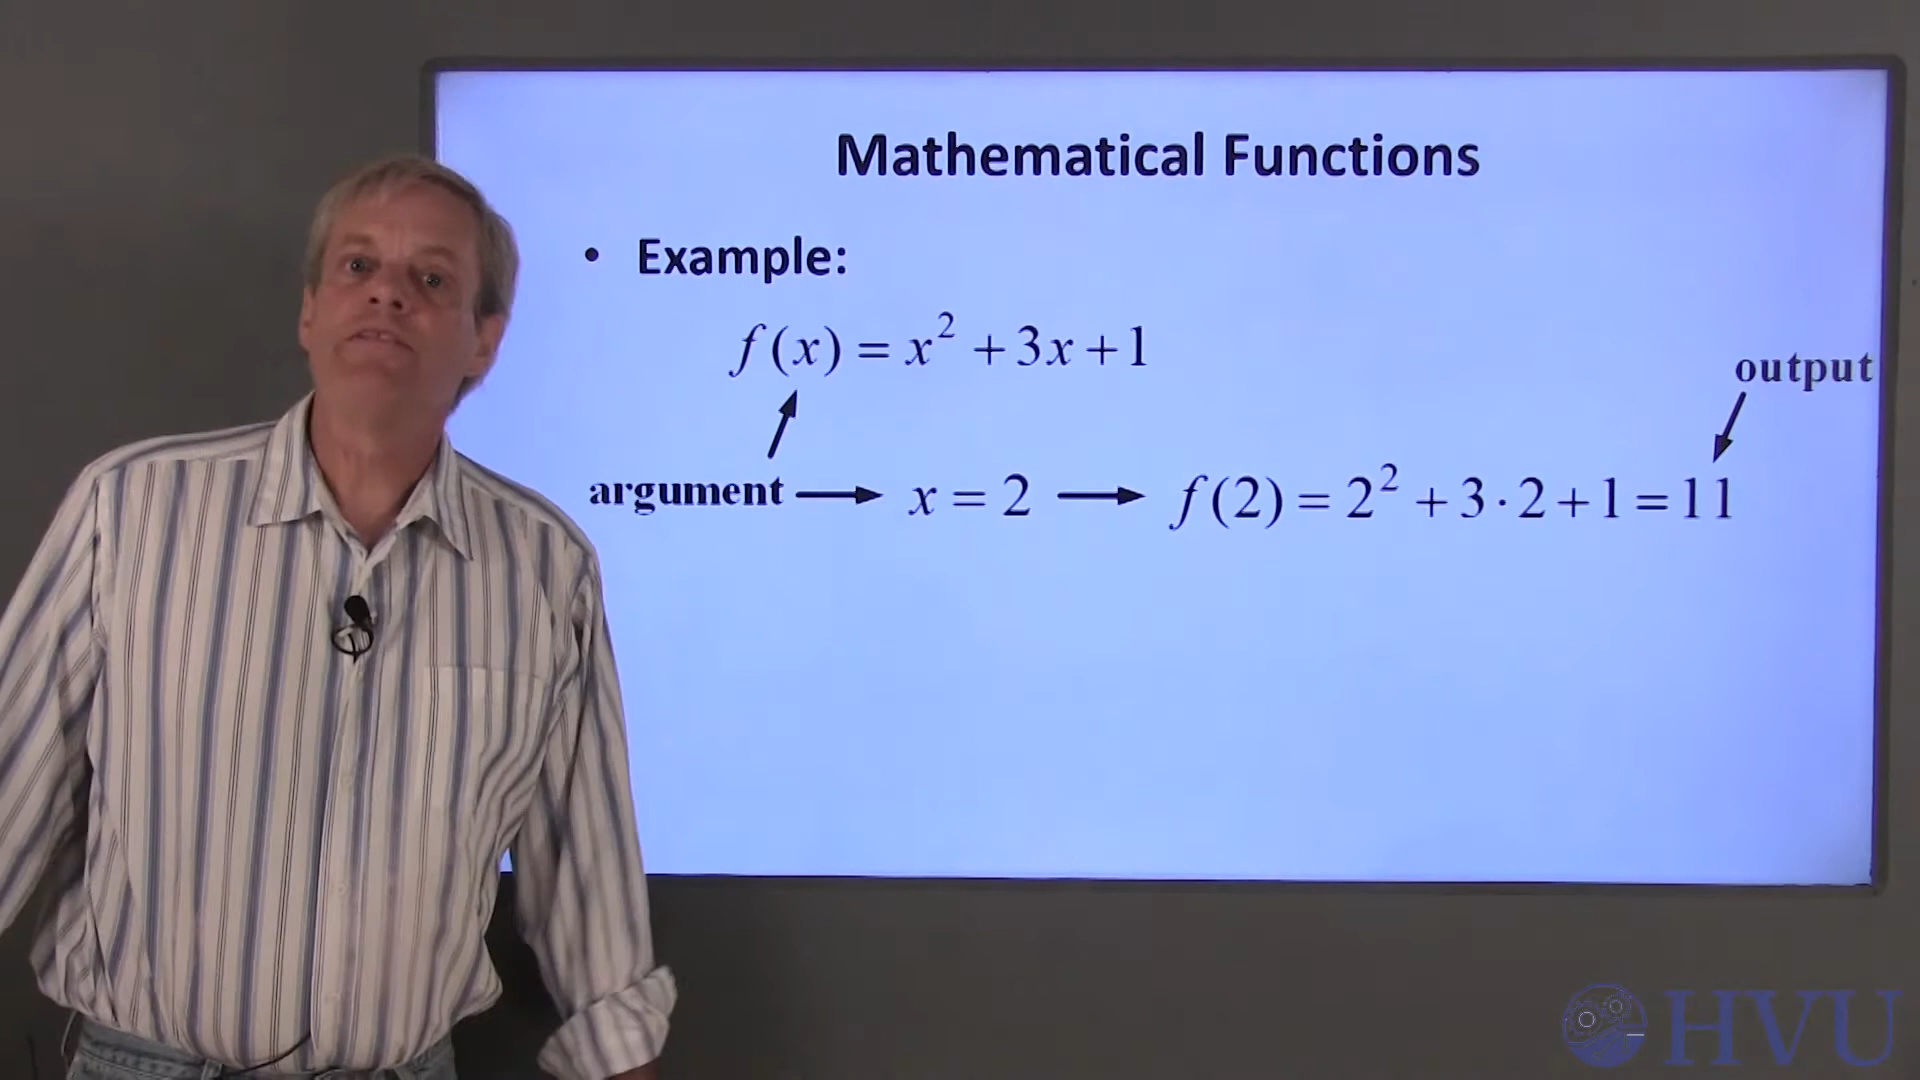 Mathematical Functions
• Example:
f(x) = x² + 3x + 1
output
argument → x = 2 → f(2) = 2² + 3 · 2 + 1 = 11
HVU